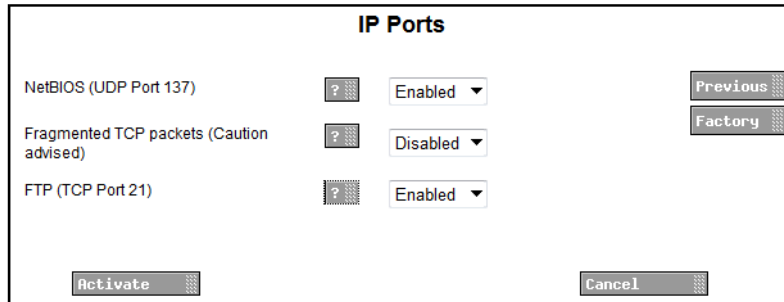 IP Ports
NetBIOS (UDP Port 137) ? Enabled Previous
Factory
Fragmented TCP packets (Caution
advised) ? Disabled
FTP (TCP Port 21) ? Enabled
Activate Cancel